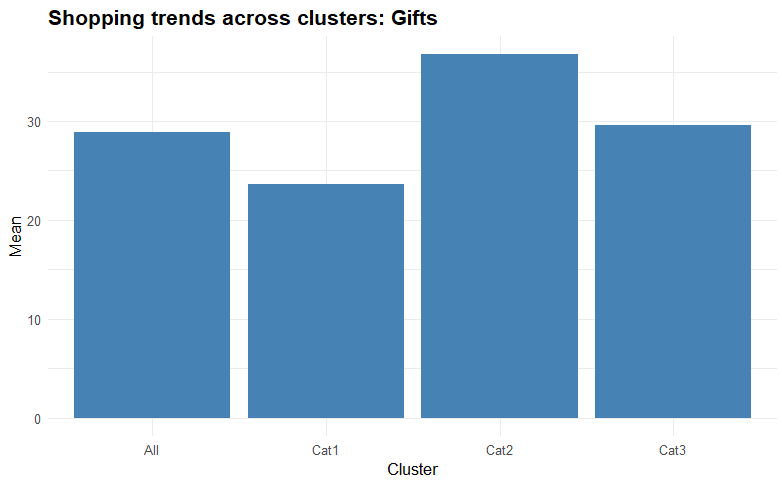 Shopping trends across clusters: Gifts
Mean
30
20
10
0
All Cat1 Cat2 Cat3
Cluster